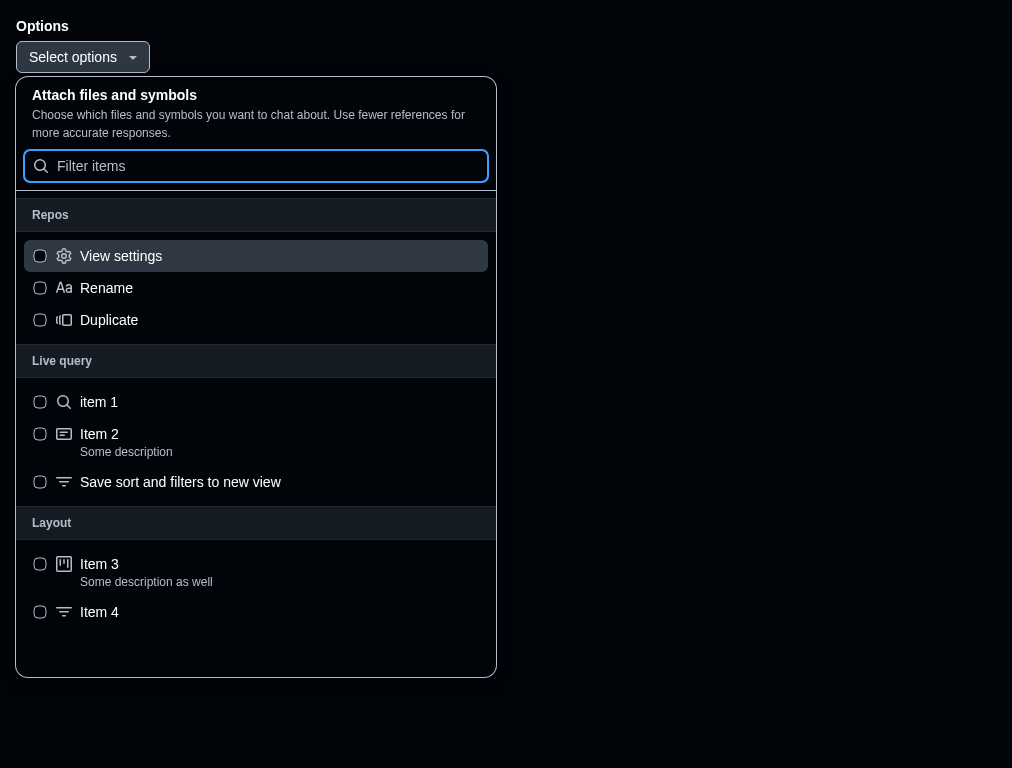 Options
Select options
Attach files and symbols
Choose which files and symbols you want to chat about. Use fewer references for
more accurate responses.
Filter items
Repos
View settings
Rename
Duplicate
Live query
item 1
Item 2
Some description
Save sort and filters to new view
Layout
Item 3
Some description as well
Item 4